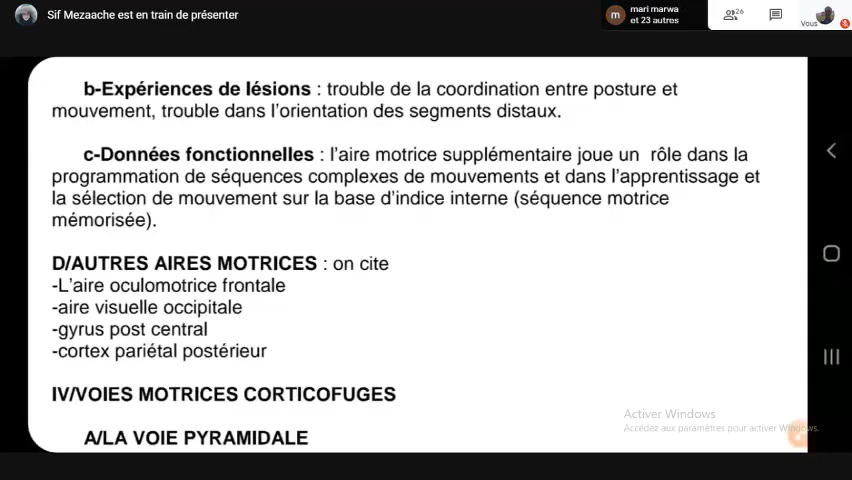 Sif Mezaache est en train de présenter
m
mari marwa
et 23 autres
26
Vous
b-Expériences de lésions : trouble de la coordination entre posture et
mouvement, trouble dans l'orientation des segments distaux.
c-Données fonctionnelles : l'aire motrice supplémentaire joue un rôle dans la
programmation de séquences complexes de mouvements et dans l'apprentissage et
la sélection de mouvement sur la base d'indice interne (séquence motrice
mémorisée).
D/AUTRES AIRES MOTRICES : on cite
-L'aire oculomotrice frontale
-aire visuelle occipitale
-gyrus post central
-cortex pariétal postérieur
IV/VOIES MOTRICES CORTICOFUGES
A/LA VOIE PYRAMIDALE
Activer Windows
Accédez aux paramètres pour activer Windows.